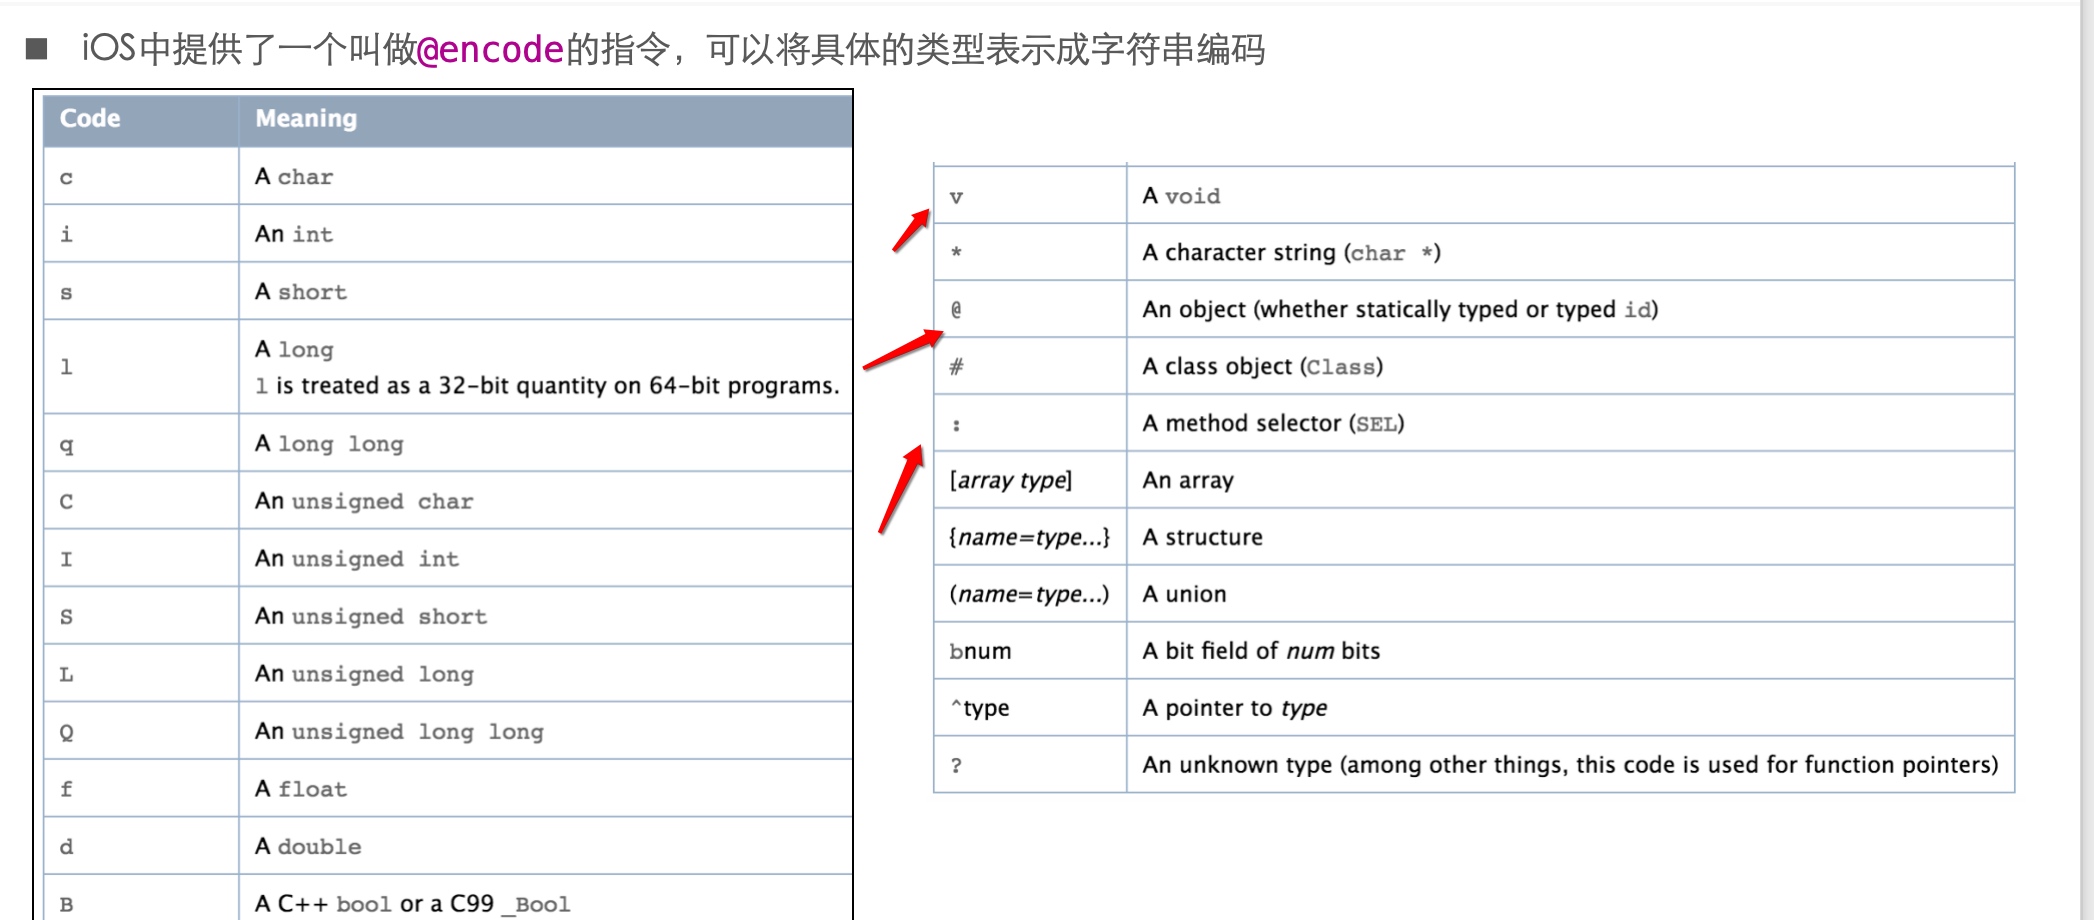 ■ iOS中提供了一个叫做@encode的指令，可以将具体的类型表示成字符串编码
Code Meaning
c A char
i An int
s A short
l A long
l is treated as a 32-bit quantity on 64-bit programs.
q A long long
C An unsigned char
I An unsigned int
S An unsigned short
L An unsigned long
Q An unsigned long long
f A float
d A double
B A C++ bool or a C99 _Bool
v A void
* A character string (char *)
@ An object (whether statically typed or typed id)
# A class object (Class)
: A method selector (SEL)
[array type] An array
{name=type...} A structure
(name=type...) A union
bnum A bit field of num bits
^type A pointer to type
? An unknown type (among other things, this code is used for function pointers)